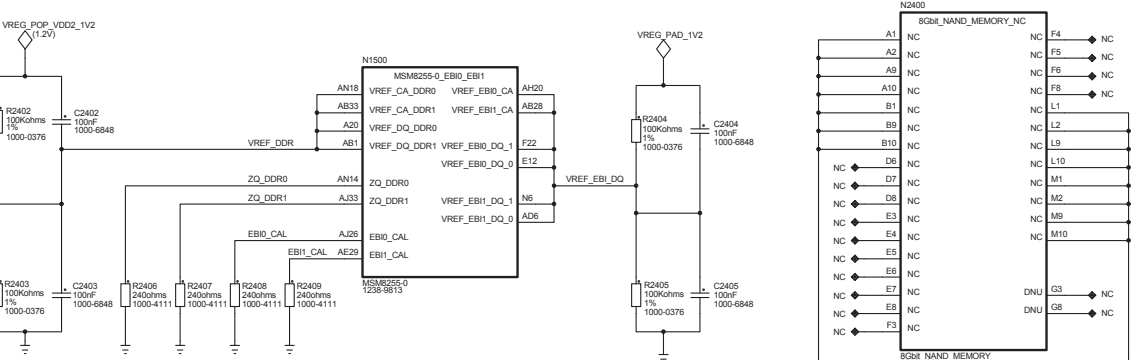 VREG_POP_VDD2_1V2
(1.2V)
R2402
100Kohms
1%
1000-0376
C2402
100nF
1000-6848
R2403
100Kohms
1%
1000-0376
C2403
100nF
1000-6848
VREF_DDR
ZQ_DDR0
ZQ_DDR1
EBI0_CAL
EBI1_CAL
R2406
240ohms
1000-4111
R2407
240ohms
1000-4111
R2408
240ohms
1000-4111
R2409
240ohms
1000-4111
N1500
MSM8255-0_EBI0_EBI1
AN18 VREF_CA_DDR0 VREF_EBI0_CA AH20
AB33 VREF_CA_DDR1 VREF_EBI1_CA AB28
A20 VREF_DQ_DDR0
AB1 VREF_DQ_DDR1 VREF_EBI0_DQ_1 F22
VREF_EBI0_DQ_0 E12
AN14 ZQ_DDR0
AJ33 ZQ_DDR1 VREF_EBI1_DQ_1 N6
VREF_EBI1_DQ_0 AD6
AJ26 EBI0_CAL
AE29 EBI1_CAL
MSM8255-0
1238-9813
VREF_EBI_DQ
VREG_PAD_1V2
R2404
100Kohms
1%
1000-0376
C2404
100nF
1000-6848
R2405
100Kohms
1%
1000-0376
C2405
100nF
1000-6848
N2400
8Gbit_NAND_MEMORY_NC
A1 NC NC F4 NC
A2 NC NC F5 NC
A9 NC NC F6 NC
A10 NC NC F8 NC
B1 NC NC L1
B9 NC NC L2
B10 NC NC L9
NC D6 NC NC L10
NC D7 NC NC M1
NC D8 NC NC M2
NC E3 NC NC M9
NC E4 NC NC M10
NC E5 NC
NC E6 NC
NC E7 NC DNU G3 NC
NC E8 NC DNU G8 NC
NC F3 NC
8Gbit_NAND_MEMORY